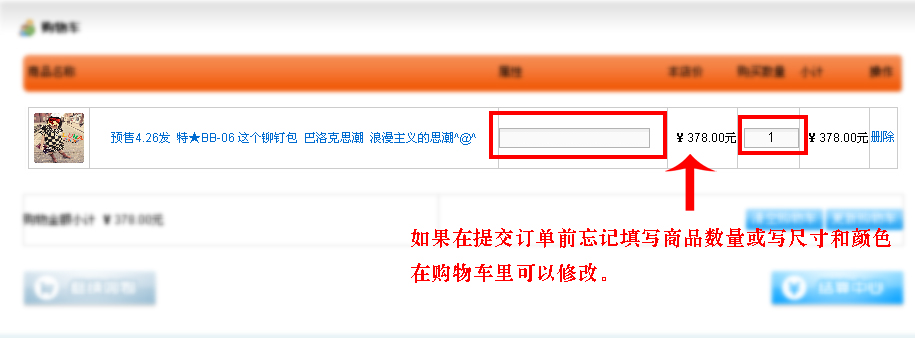 购物车
商品名称 属性 本店价 购买数量 小计 操作
预售4.26发 特★BB-06 这个铆钉包 巴洛克思潮 浪漫主义的思潮^@^ ¥ 378.00元 1 ¥ 378.00元 删除
购物金额小计 ¥ 378.00元
如果在提交订单前忘记填写商品数量或写尺寸和颜色
在购物车里可以修改。
结算中心